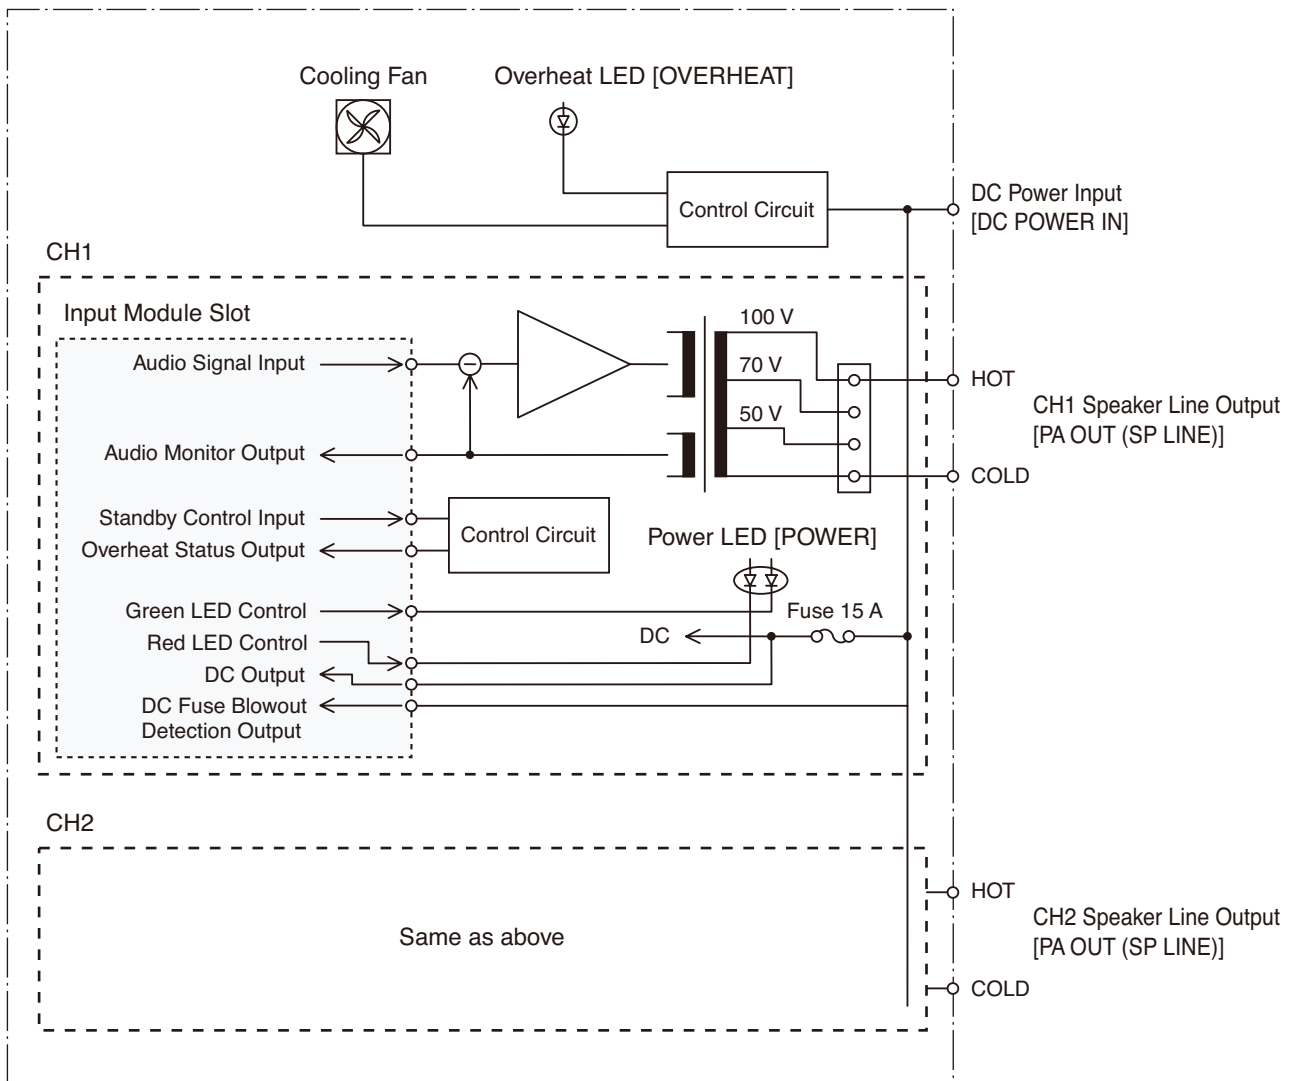 Cooling Fan
Overheat LED [OVERHEAT]
Control Circuit
DC Power Input
[DC POWER IN]
CH1
Input Module Slot
Audio Signal Input
Audio Monitor Output
Standby Control Input
Overheat Status Output
Green LED Control
Red LED Control
DC Output
DC Fuse Blowout
Detection Output
Control Circuit
100 V
70 V
50 V
HOT
CH1 Speaker Line Output
[PA OUT (SP LINE)]
COLD
Power LED [POWER]
Fuse 15 A
DC
CH2
Same as above
HOT
CH2 Speaker Line Output
[PA OUT (SP LINE)]
COLD